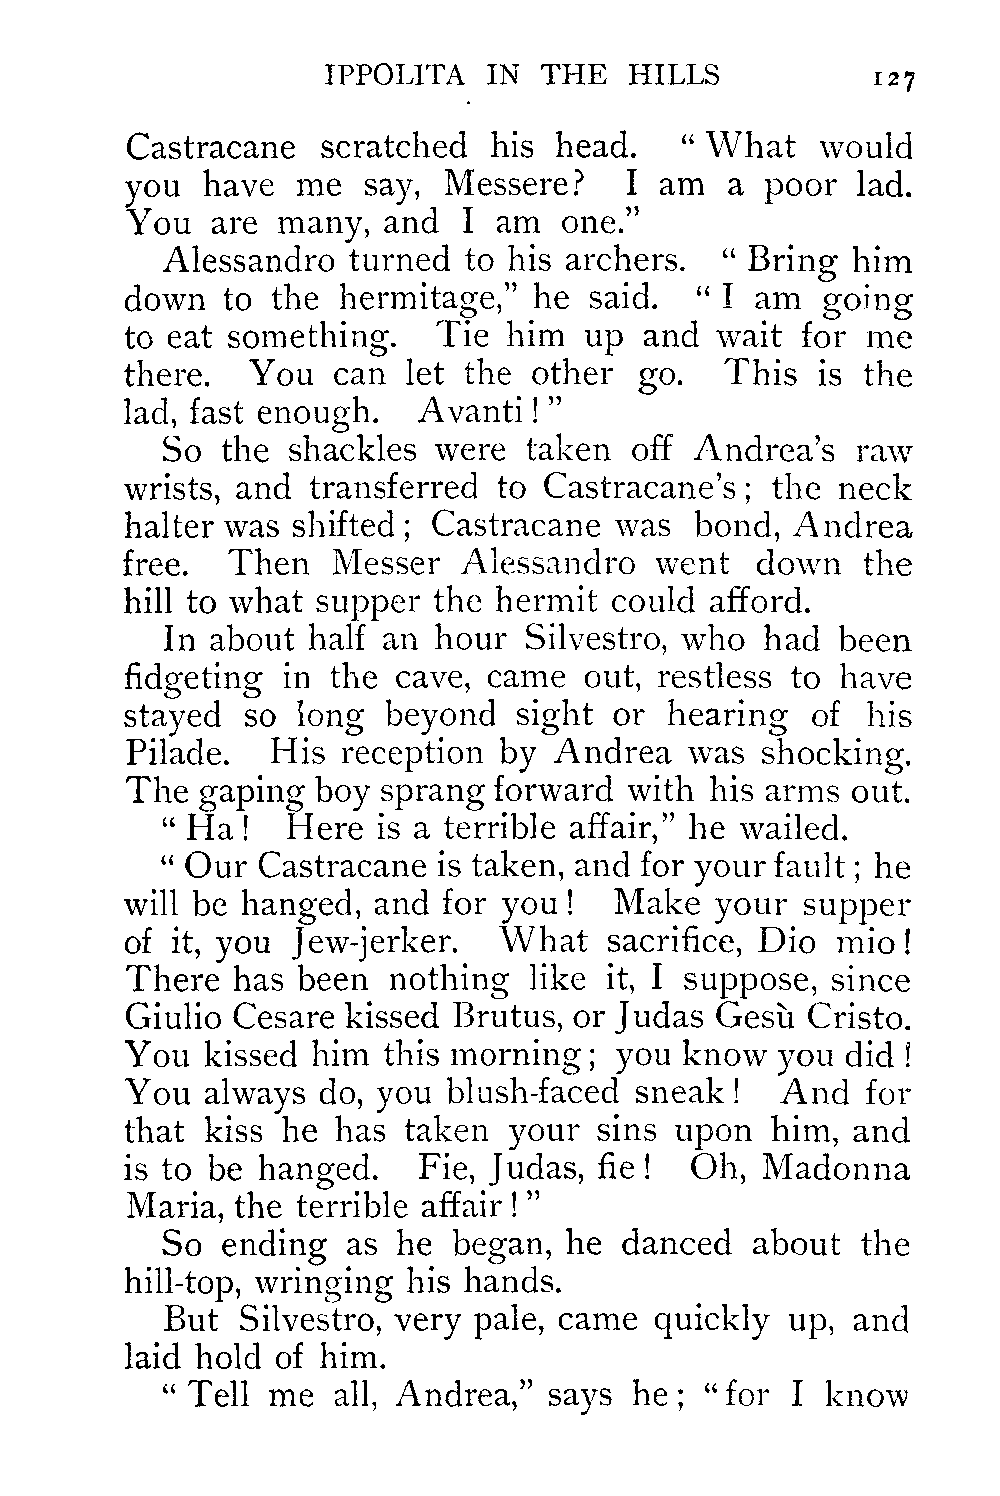 IPPOLITA IN THE HILLS 127
Castracane scratched his head. “ What would
you have me say, Messere? I am a poor lad.
You are many, and I am one.”
Alessandro turned to his archers. “ Bring him
down to the hermitage,” he said. “ I am going
to eat something. Tie him up and wait for me
there. You can let the other go. This is the
lad, fast enough. Avanti ! ”
So the shackles were taken off Andrea’s raw
wrists, and transferred to Castracane’s ; the neck
halter was shifted ; Castracane was bond, Andrea
free. Then Messer Alessandro went down the
hill to what supper the hermit could afford.
In about half an hour Silvestro, who had been
fidgeting in the cave, came out, restless to have
stayed so long beyond sight or hearing of his
Pilade. His reception by Andrea was shocking.
The gaping boy sprang forward with his arms out.
“ Ha ! Here is a terrible affair,” he wailed.
“ Our Castracane is taken, and for your fault ; he
will be hanged, and for you ! Make your supper
of it, you Jew-jerker. What sacrifice, Dio mio !
There has been nothing like it, I suppose, since
Giulio Cesare kissed Brutus, or Judas Gesù Cristo.
You kissed him this morning ; you know you did !
You always do, you blush-faced sneak ! And for
that kiss he has taken your sins upon him, and
is to be hanged. Fie, Judas, fie ! Oh, Madonna
Maria, the terrible affair ! ”
So ending as he began, he danced about the
hill-top, wringing his hands.
But Silvestro, very pale, came quickly up, and
laid hold of him.
“ Tell me all, Andrea,” says he ; “ for I know